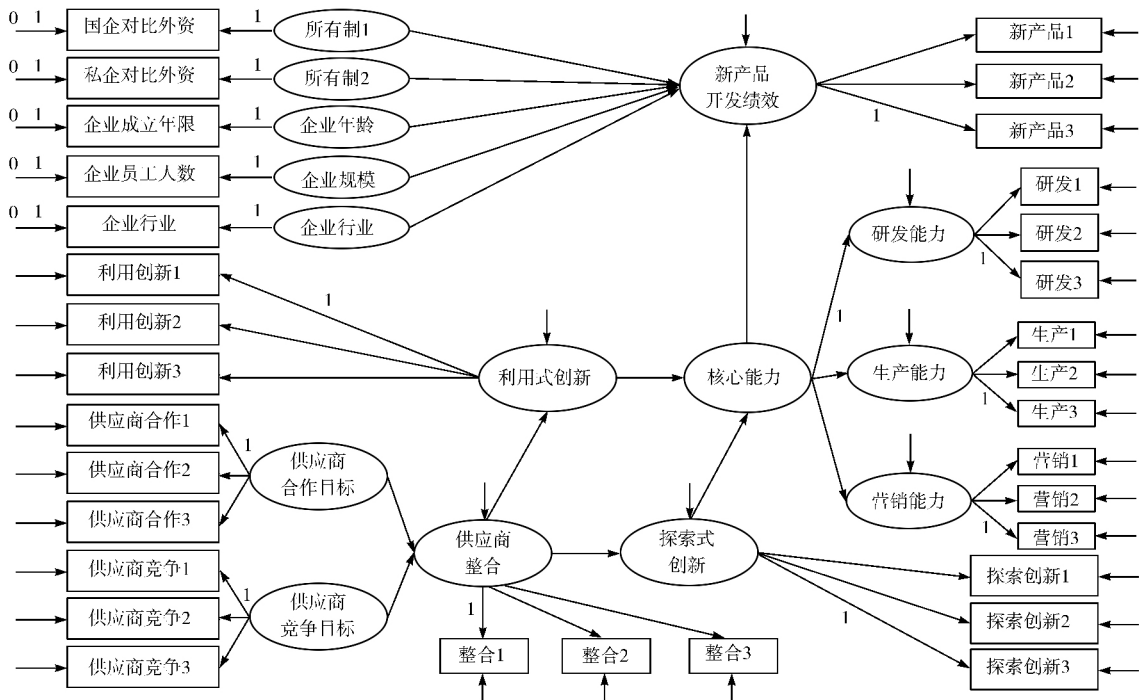 0 1
国企对比外资
1
所有制1
0 1
私企对比外资
1
所有制2
0 1
企业成立年限
1
企业年龄
0 1
企业员工人数
1
企业规模
0 1
企业行业
1
企业行业
新产品
开发绩效
新产品1
新产品2
1
新产品3
研发能力
研发1
研发2
1
研发3
利用创新1
利用创新2
利用创新3
1
利用式创新
核心能力
1
生产能力
生产1
生产2
1
生产3
营销能力
营销1
营销2
1
营销3
供应商合作1
供应商合作2
供应商合作3
1
供应商
合作目标
供应商竞争1
供应商竞争2
供应商竞争3
1
供应商
竞争目标
供应商
整合
探索式
创新
1
整合1
整合2
整合3
探索创新1
探索创新2
1
探索创新3